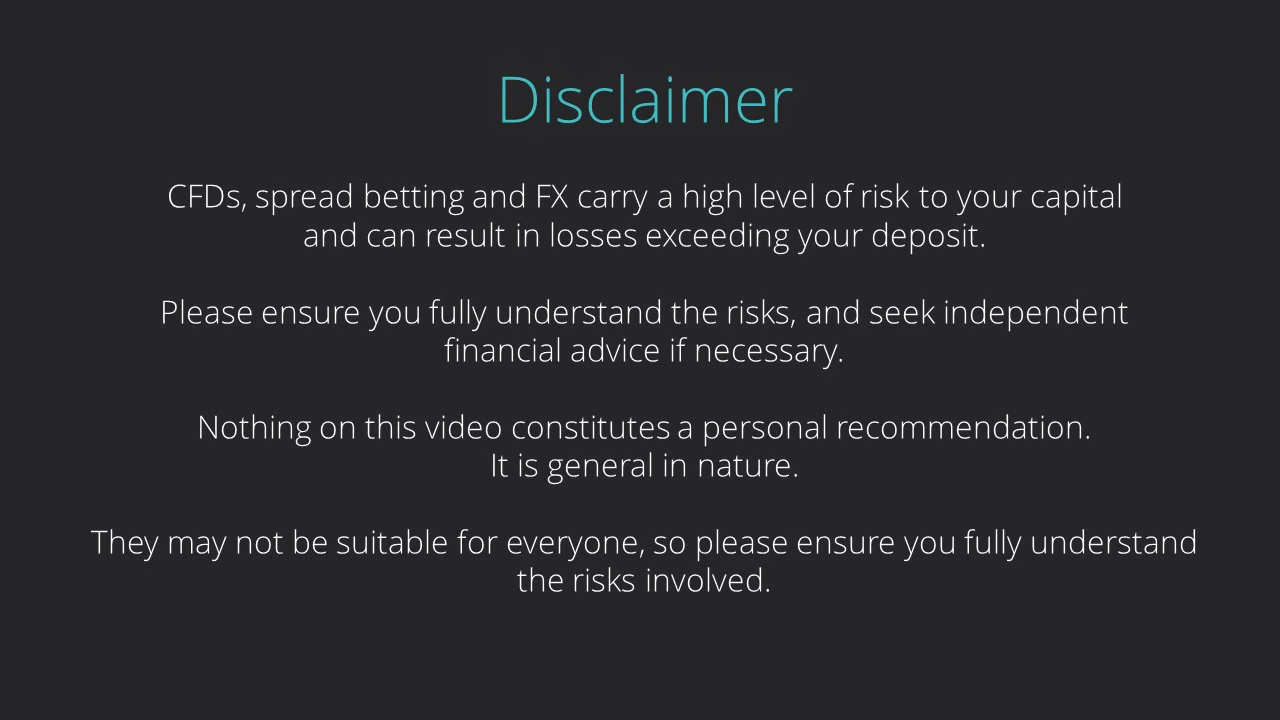 Disclaimer
CFDs, spread betting and FX carry a high level of risk to your capital
and can result in losses exceeding your deposit.
Please ensure you fully understand the risks, and seek independent
financial advice if necessary.
Nothing on this video constitutes a personal recommendation.
It is general in nature.
They may not be suitable for everyone, so please ensure you fully understand
the risks involved.